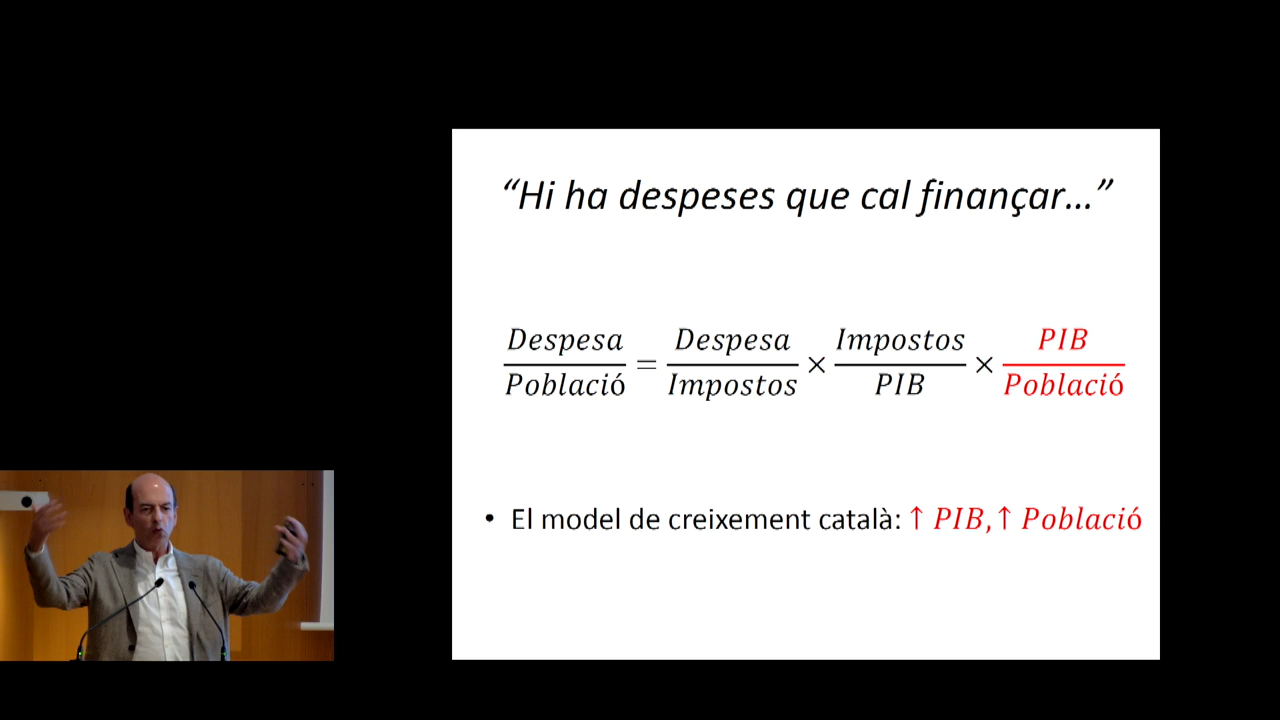 “Hi ha despeses que cal finançar...”
Despesa/Població = Despesa/Impostos × Impostos/PIB × PIB/Població
• El model de creixement català: ↑ PIB, ↑ Població